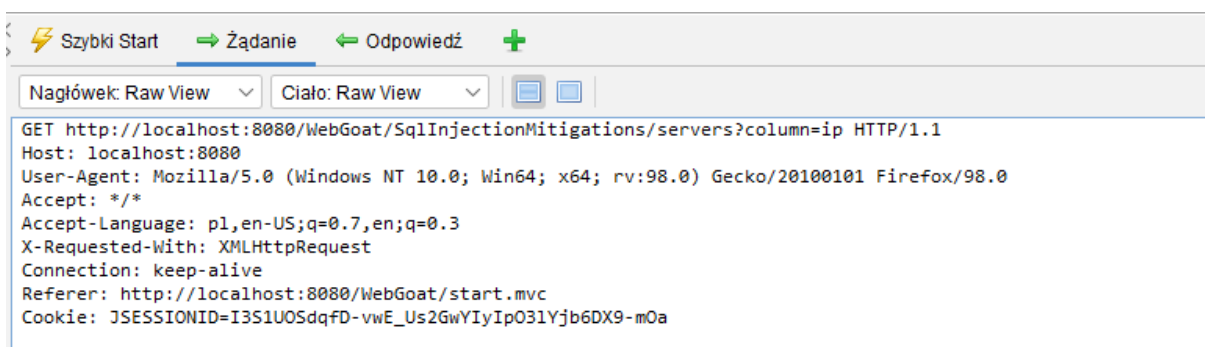 Szybki Start Żądanie Odpowiedź
Nagłówek: Raw View Ciało: Raw View
GET http://localhost:8080/WebGoat/SqlInjectionMitigations/servers?column=ip HTTP/1.1
Host: localhost:8080
User-Agent: Mozilla/5.0 (Windows NT 10.0; Win64; x64; rv:98.0) Gecko/20100101 Firefox/98.0
Accept: */*
Accept-Language: pl,en-US;q=0.7,en;q=0.3
X-Requested-With: XMLHttpRequest
Connection: keep-alive
Referer: http://localhost:8080/WebGoat/start.mvc
Cookie: JSESSIONID=I3S1UOSdqfD-vwE_Us2GwYIyIpO3lYjb6DX9-mOa